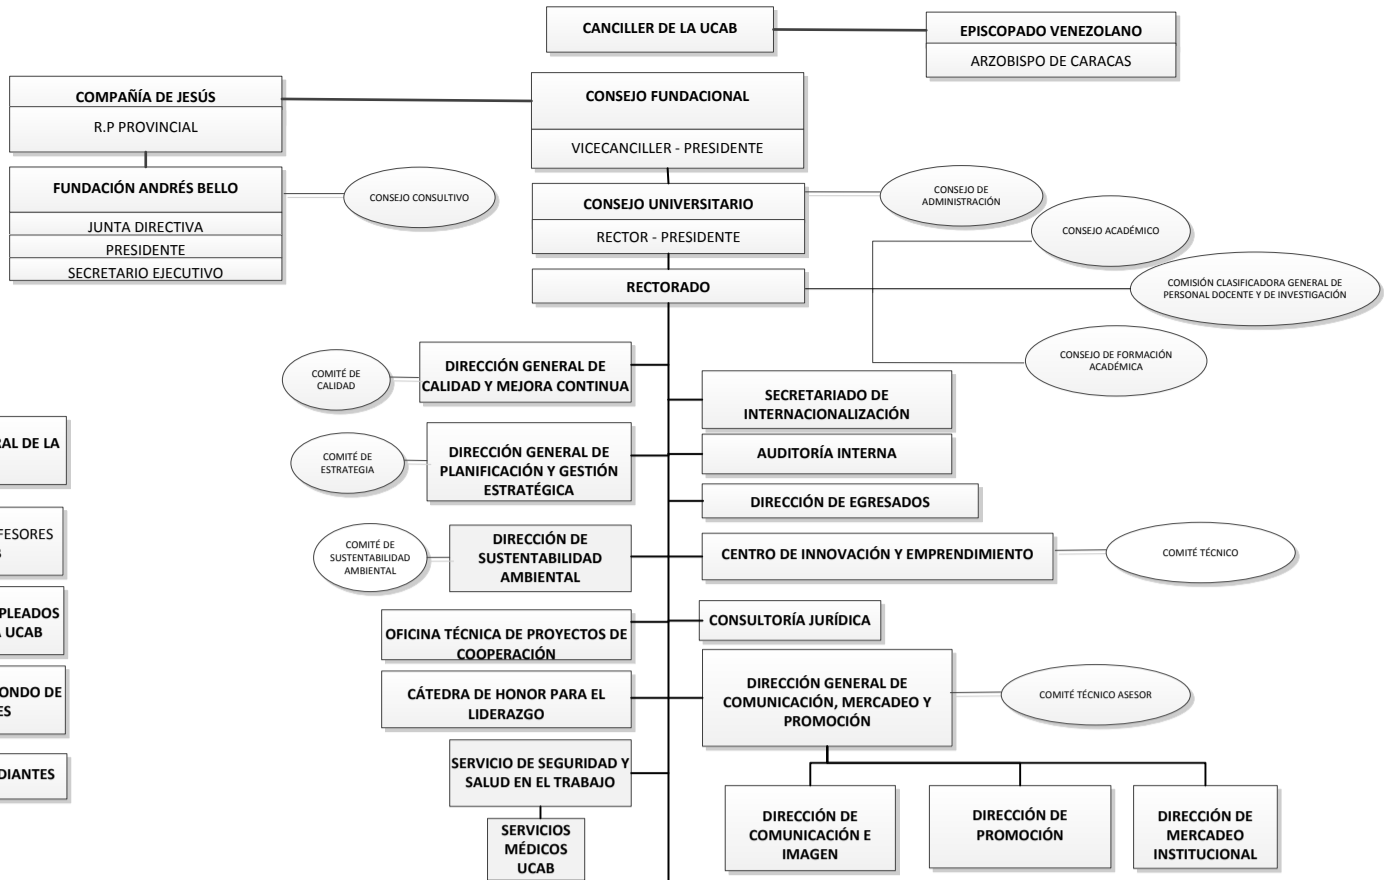 CANCILLER DE LA UCAB
EPISCOPADO VENEZOLANO
ARZOBISPO DE CARACAS
COMPAÑÍA DE JESÚS
R.P PROVINCIAL
CONSEJO FUNDACIONAL
VICECANCILLER - PRESIDENTE
FUNDACIÓN ANDRÉS BELLO
JUNTA DIRECTIVA
PRESIDENTE
SECRETARIO EJECUTIVO
CONSEJO CONSULTIVO
CONSEJO UNIVERSITARIO
RECTOR - PRESIDENTE
CONSEJO DE
ADMINISTRACIÓN
CONSEJO ACADÉMICO
RECTORADO
COMISIÓN CLASIFICADORA GENERAL DE
PERSONAL DOCENTE Y DE INVESTIGACIÓN
CONSEJO DE FORMACIÓN
ACADÉMICA
COMITÉ DE
CALIDAD
DIRECCIÓN GENERAL DE
CALIDAD Y MEJORA CONTINUA
SECRETARIADO DE
INTERNACIONALIZACIÓN
RAL DE LA
COMITÉ DE
ESTRATEGIA
DIRECCIÓN GENERAL DE
PLANIFICACIÓN Y GESTIÓN
ESTRATÉGICA
AUDITORÍA INTERNA
DIRECCIÓN DE EGRESADOS
FESORES
COMITÉ DE
SUSTENTABILIDAD
AMBIENTAL
DIRECCIÓN DE
SUSTENTABILIDAD
AMBIENTAL
CENTRO DE INNOVACIÓN Y EMPRENDIMIENTO
COMITÉ TÉCNICO
PLEADOS
UCAB
OFICINA TÉCNICA DE PROYECTOS DE
COOPERACIÓN
CONSULTORÍA JURÍDICA
ONDO DE
ES
CÁTEDRA DE HONOR PARA EL
LIDERAZGO
DIRECCIÓN GENERAL DE
COMUNICACIÓN, MERCADEO Y
PROMOCIÓN
COMITÉ TÉCNICO ASESOR
DIANTES
SERVICIO DE SEGURIDAD Y
SALUD EN EL TRABAJO
SERVICIOS
MÉDICOS
UCAB
DIRECCIÓN DE
COMUNICACIÓN E
IMAGEN
DIRECCIÓN DE
PROMOCIÓN
DIRECCIÓN DE
MERCADEO
INSTITUCIONAL